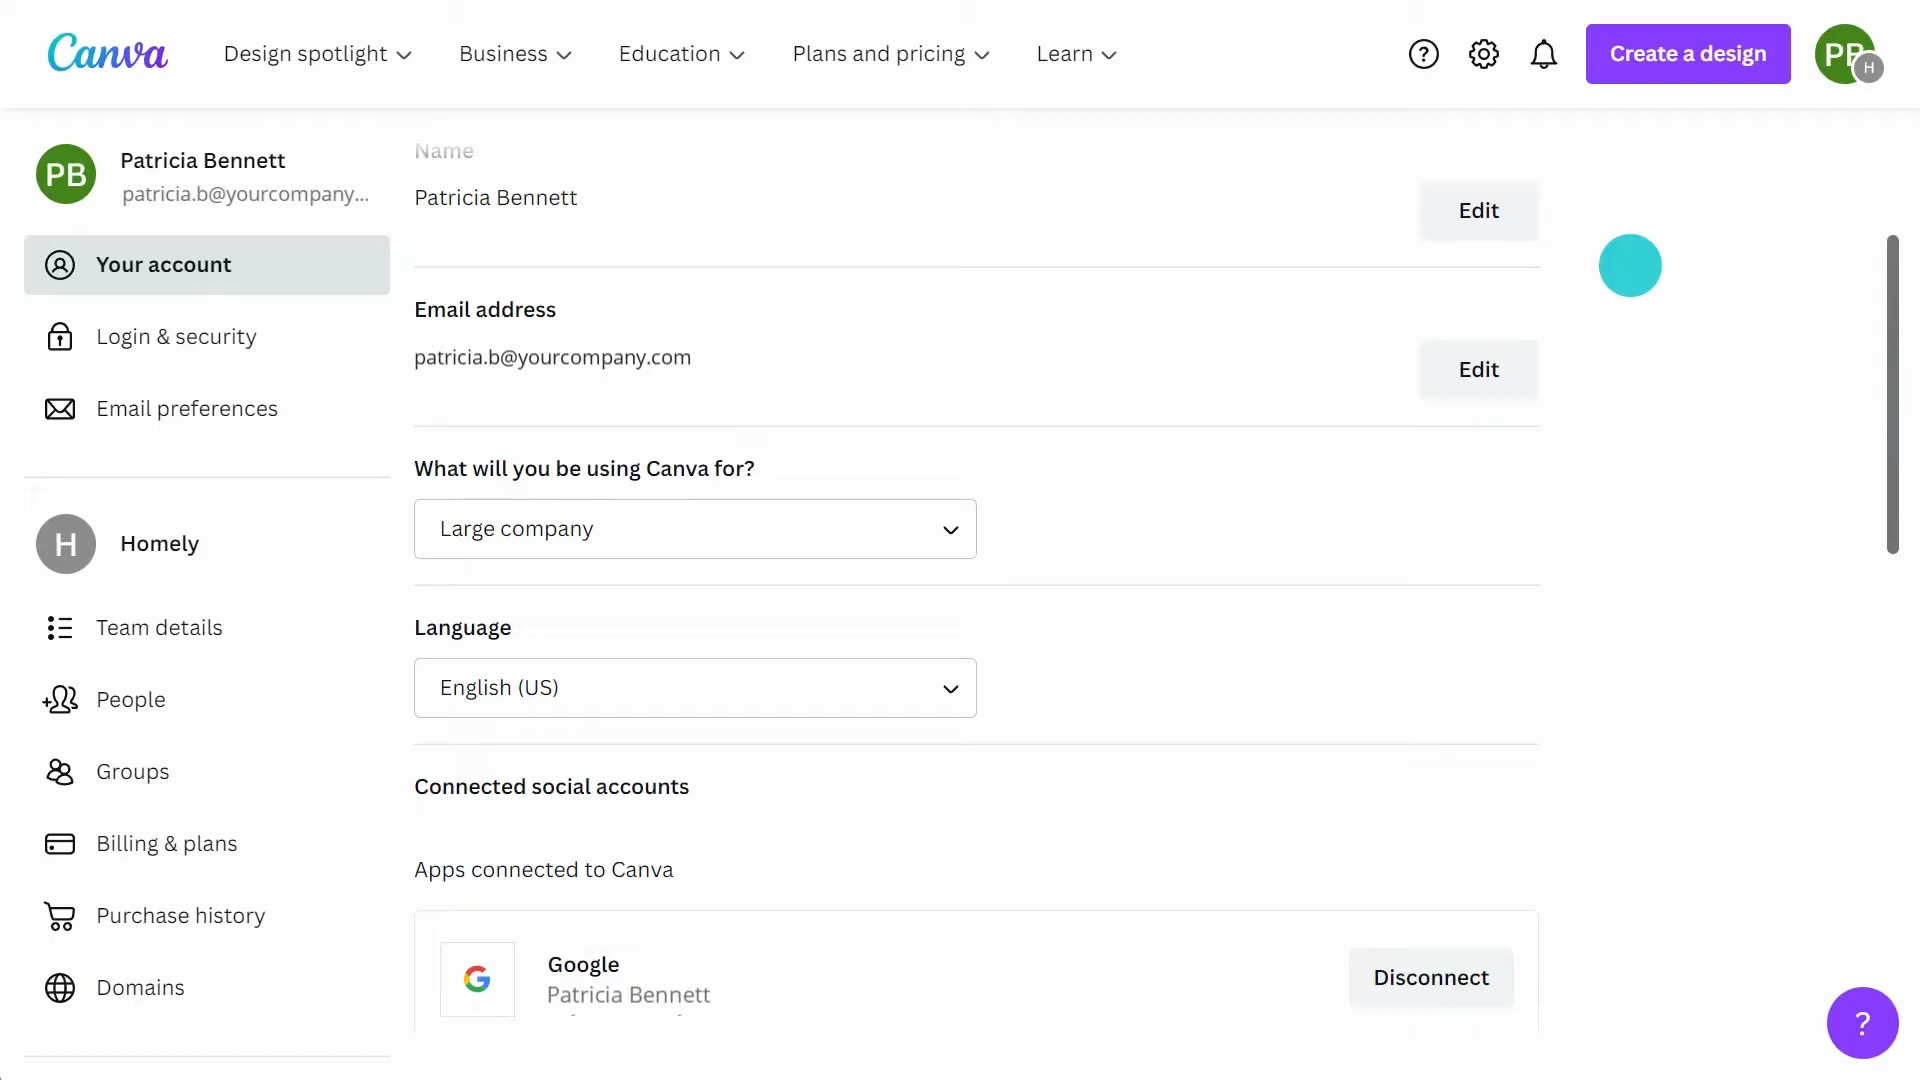 Canva
Design spotlight
Business
Education
Plans and pricing
Learn
?
Create a design
PB
H
PB
Patricia Bennett
patricia.b@yourcompany...
Your account
Login & security
Email preferences
H
Homely
Team details
People
Groups
Billing & plans
Purchase history
Domains
Name
Patricia Bennett
Edit
Email address
patricia.b@yourcompany.com
Edit
What will you be using Canva for?
Large company
Language
English (US)
Connected social accounts
Apps connected to Canva
G
Google
Patricia Bennett
Disconnect
?